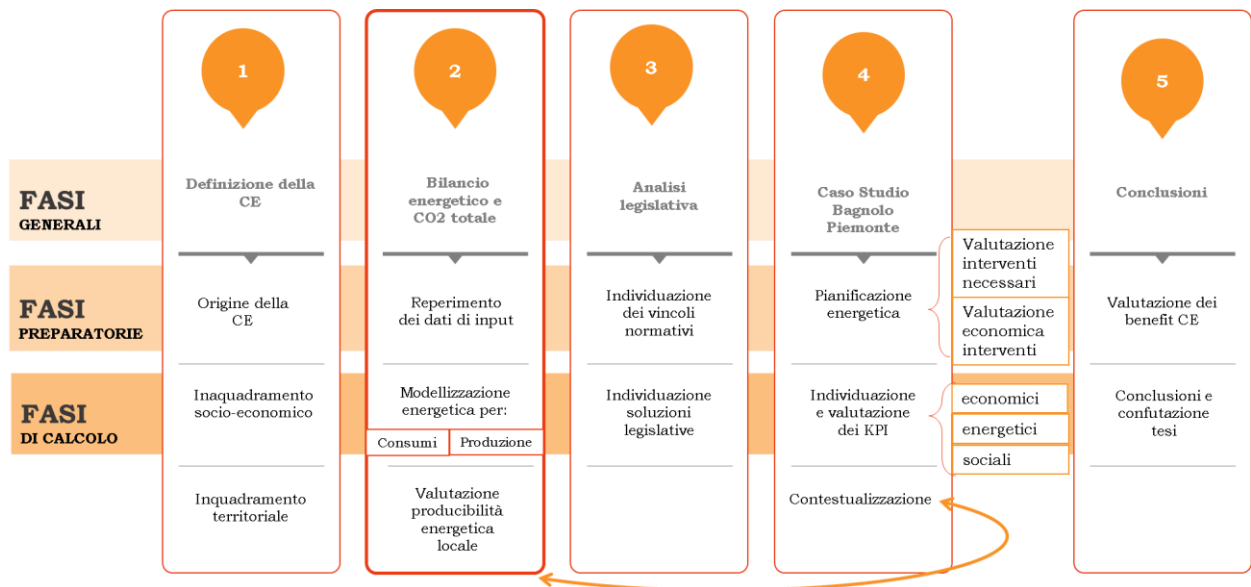 1
2
3
4
5
FASI
GENERALI
Definizione della
CE
Bilancio
energetico e
CO2 totale
Analisi
legislativa
Caso Studio
Bagnolo
Piemonte
Conclusioni
FASI
PREPARATORIE
Origine della
CE
Reperimento
dei dati di input
Individuazione
dei vincoli
normativi
Pianificazione
energetica
Valutazione
interventi
necessari
Valutazione
economica
interventi
Valutazione dei
benefit CE
FASI
DI CALCOLO
Inaquadramento
socio-economico
Modellizzazione
energetica per:
Consumi
Produzione
Individuazione
soluzioni
legislative
Individuazione
e valutazione
dei KPI
economici
energetici
sociali
Conclusioni e
confutazione
tesi
Inquadramento
territoriale
Valutazione
producibilità
energetica
locale
Contestualizzazione